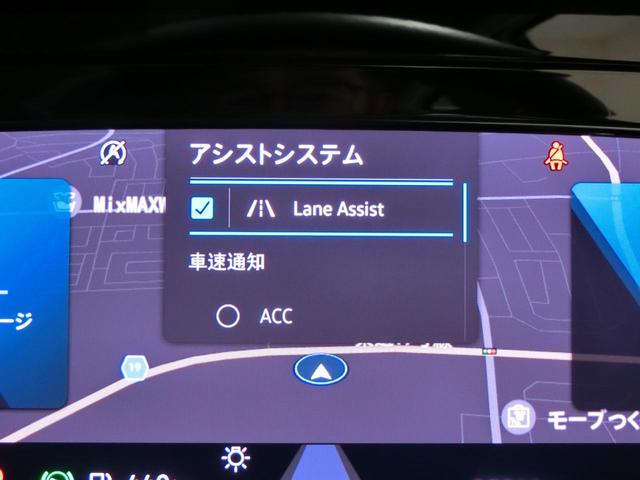 アシストシステム
MixMAXW
Lane Assist
車速通知
ージ
ACC
19
モーブつく